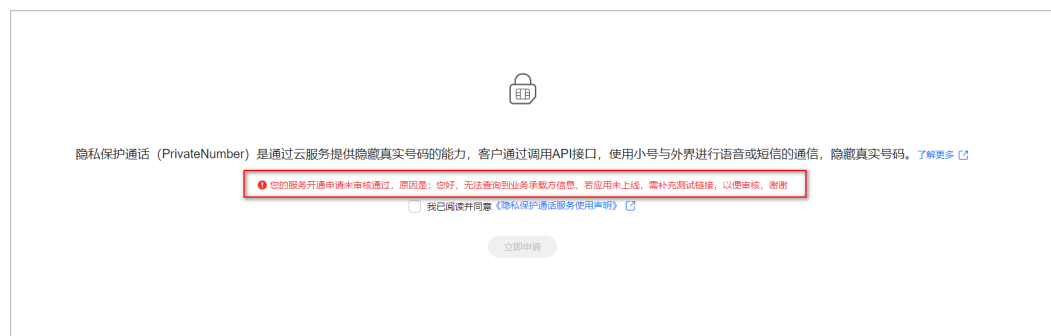 隐私保护通话（PrivateNumber）是通过云服务提供隐藏真实号码的能力，客户通过调用API接口，使用小号与外界进行语音或短信的通信，隐藏真实号码。了解更多
您的服务开通申请未审核通过，原因是：您好，无法查询到业务承载方信息，若应用未上线，需补充测试链接，以便审核，谢谢
我已阅读并同意《隐私保护通话服务使用声明》
立即申请